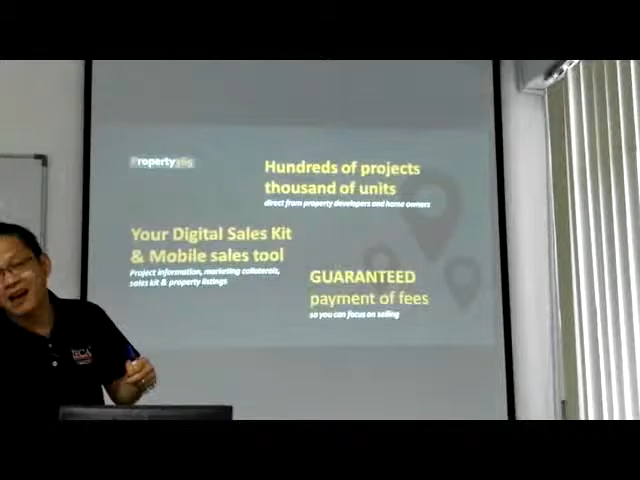 Property365
Hundreds of projects
thousand of units
direct from property developers and home owners
Your Digital Sales Kit
& Mobile sales tool
Project information, marketing collaterals,
sales kit & property listings
GUARANTEED
payment of fees
so you can focus on selling